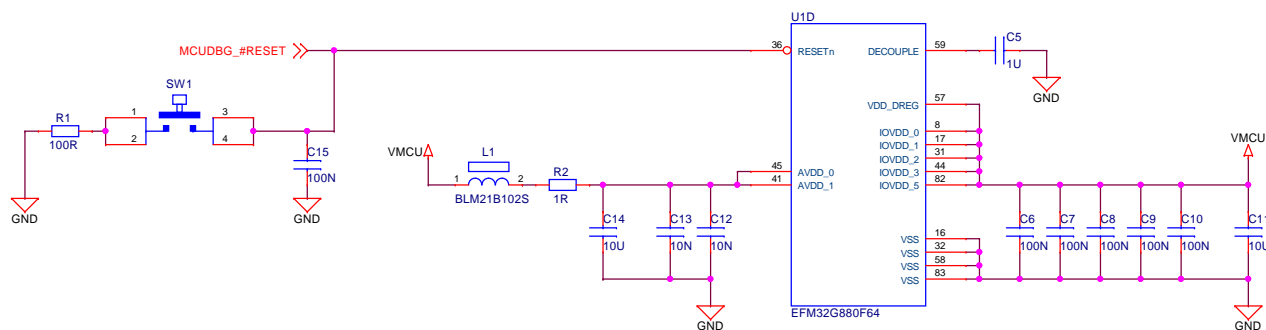 U1D
MCUDBG_#RESET
36
RESETn
DECOUPLE
59
C5
1U
GND
SW1
R1
100R
1
2
3
4
C15
100N
GND
GND
VMCU
L1
1
2
BLM21B102S
R2
1R
45
41
AVDD_0
AVDD_1
C14
10U
C13
10N
C12
10N
GND
VDD_DREG
57
IOVDD_0
8
IOVDD_1
17
IOVDD_2
31
IOVDD_3
44
IOVDD_5
82
VSS
16
VSS
32
VSS
58
VSS
83
EFM32G880F64
VMCU
C6
100N
C7
100N
C8
100N
C9
100N
C10
100N
C11
10U
GND